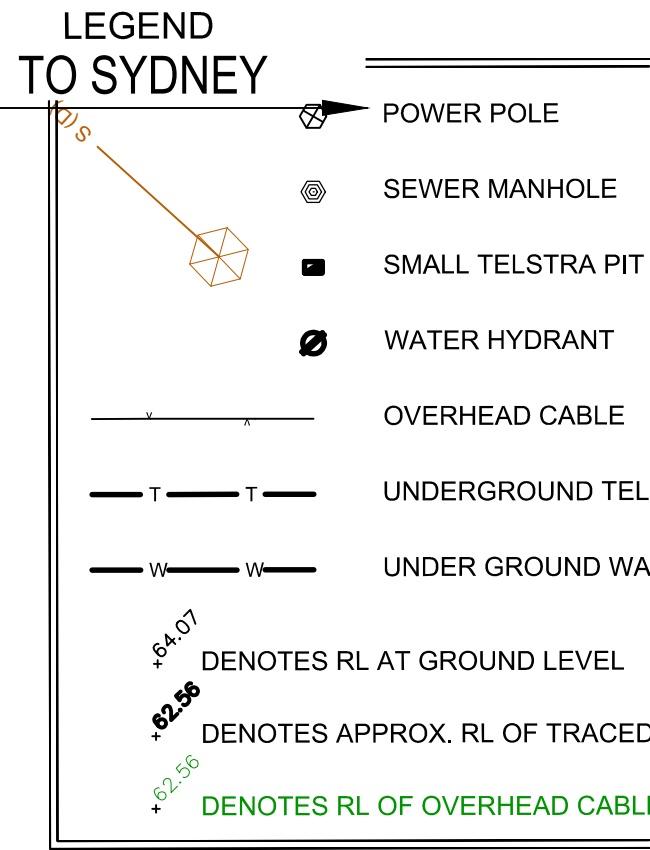 LEGEND
TO SYDNEY
S (D)
POWER POLE
SEWER MANHOLE
SMALL TELSTRA PIT
WATER HYDRANT
OVERHEAD CABLE
T T UNDERGROUND TEL
W W UNDER GROUND WA
64.07
DENOTES RL AT GROUND LEVEL
62.56
DENOTES APPROX. RL OF TRACED
62.56
DENOTES RL OF OVERHEAD CABLE